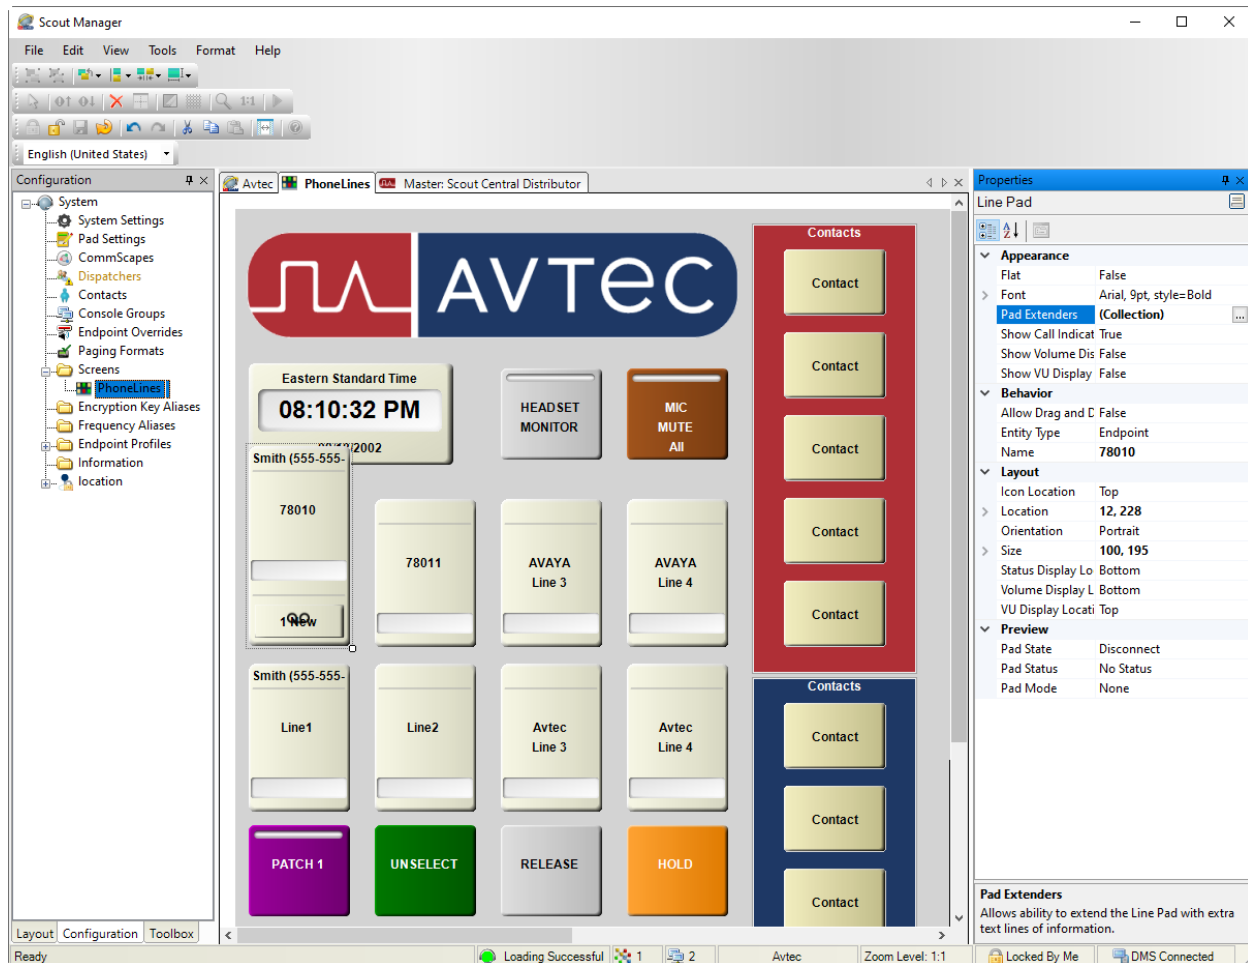 Scout Manager
File Edit View Tools Format Help
1:1
English (United States)
Configuration
System
System Settings
Pad Settings
CommScapes
Dispatchers
Contacts
Console Groups
Endpoint Overrides
Paging Formats
Screens
PhoneLines
Encryption Key Aliases
Frequency Aliases
Endpoint Profiles
Information
location
Layout Configuration Toolbox
Avtec PhoneLines Master: Scout Central Distributor
AVTEC
Eastern Standard Time
08:10:32 PM
/2002
HEADSET
MONITOR
MIC
MUTE
All
Smith (555-555-
78010
1 New
78011
AVAYA
Line 3
AVAYA
Line 4
Smith (555-555-
Line1
Line2
Avtec
Line 3
Avtec
Line 4
PATCH 1
UNSELECT
RELEASE
HOLD
Contacts
Contact
Contact
Contact
Contact
Contact
Contacts
Contact
Contact
Contact
Properties
Line Pad
Appearance
Flat False
Font Arial, 9pt, style=Bold
Pad Extenders (Collection) ...
Show Call Indicat True
Show Volume Dis False
Show VU Display False
Behavior
Allow Drag and D False
Entity Type Endpoint
Name 78010
Layout
Icon Location Top
Location 12, 228
Orientation Portrait
Size 100, 195
Status Display Lo Bottom
Volume Display L Bottom
VU Display Locati Top
Preview
Pad State Disconnect
Pad Status No Status
Pad Mode None
Pad Extenders
Allows ability to extend the Line Pad with extra
text lines of information.
Ready Loading Successful 1 2 Avtec Zoom Level: 1:1 Locked By Me DMS Connected